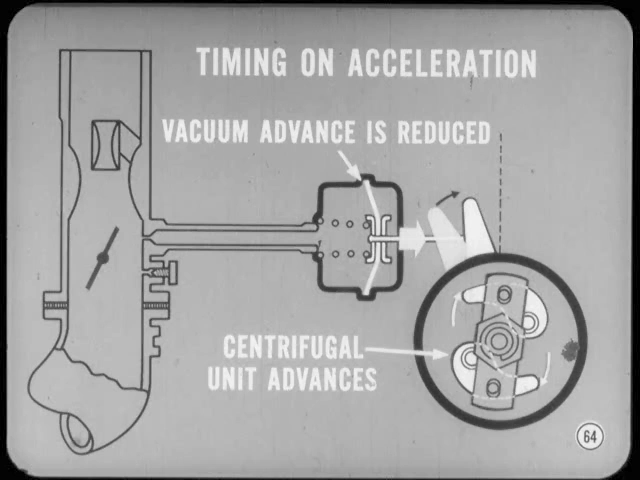 TIMING ON ACCELERATION
VACUUM ADVANCE IS REDUCED
CENTRIFUGAL
UNIT ADVANCES
64